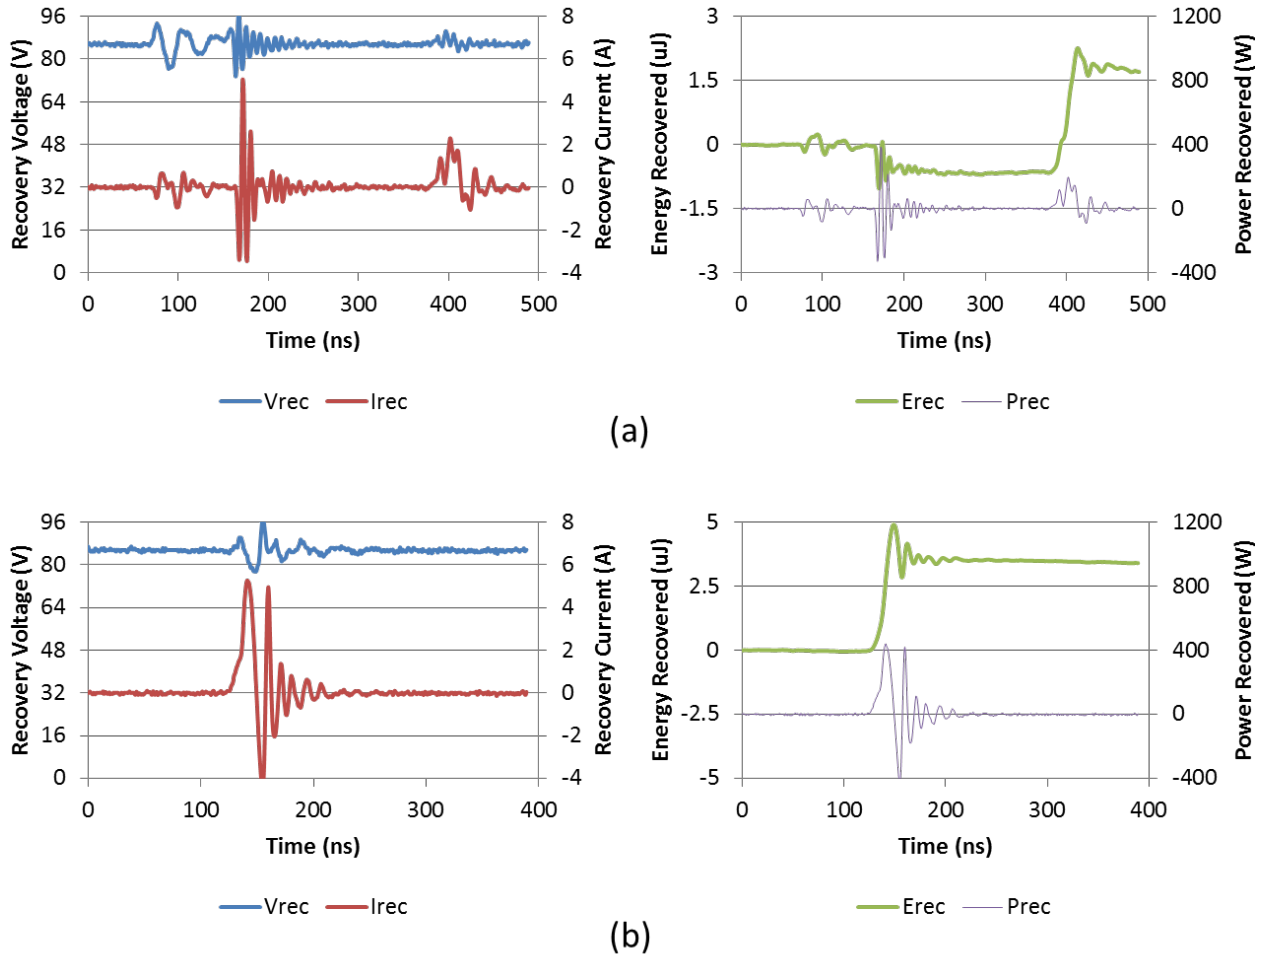 96
80
64
48
32
16
0
Recovery Voltage (V)
8
6
4
2
0
-2
-4
Recovery Current (A)
0 100 200 300 400 500
Time (ns)
Vrec Irec
3
1.5
0
-1.5
-3
Energy Recovered (uJ)
1200
800
400
0
-400
Power Recovered (W)
0 100 200 300 400 500
Time (ns)
Erec Prec
(a)
96
80
64
48
32
16
0
Recovery Voltage (V)
8
6
4
2
0
-2
-4
Recovery Current (A)
0 100 200 300 400
Time (ns)
Vrec Irec
5
2.5
0
-2.5
-5
Energy Recovered (uJ)
1200
800
400
0
-400
Power Recovered (W)
0 100 200 300 400
Time (ns)
Erec Prec
(b)